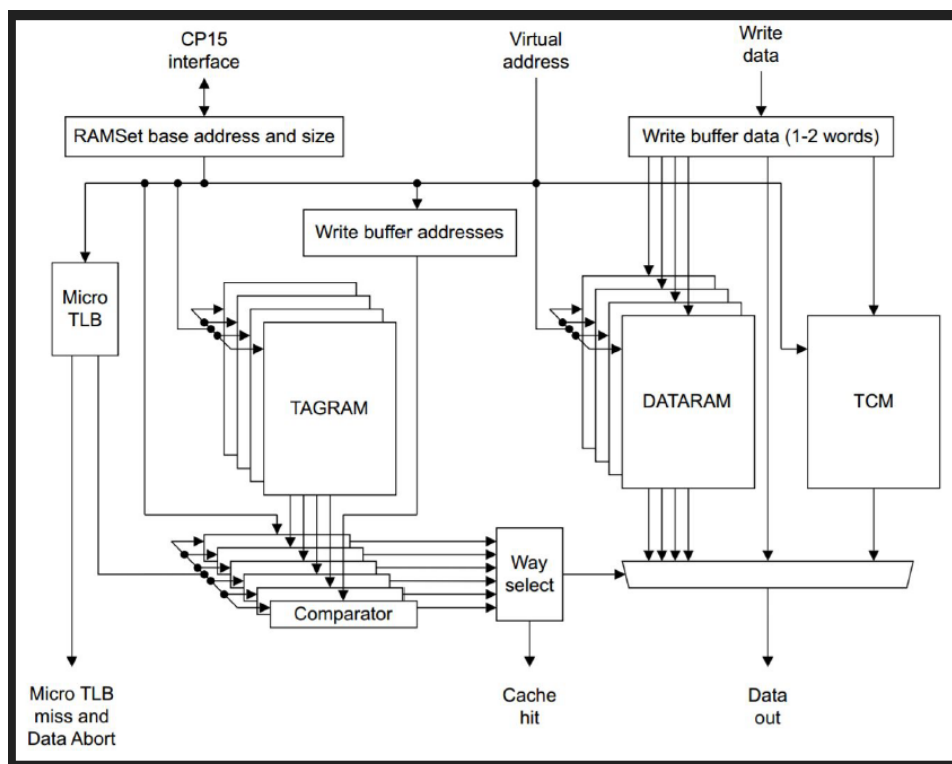 CP15
interface
Virtual
address
Write
data
RAMSet base address and size
Write buffer data (1-2 words)
Write buffer addresses
Micro
TLB
TAGRAM
DATARAM
TCM
Way
select
Comparator
Micro TLB
miss and
Data Abort
Cache
hit
Data
out